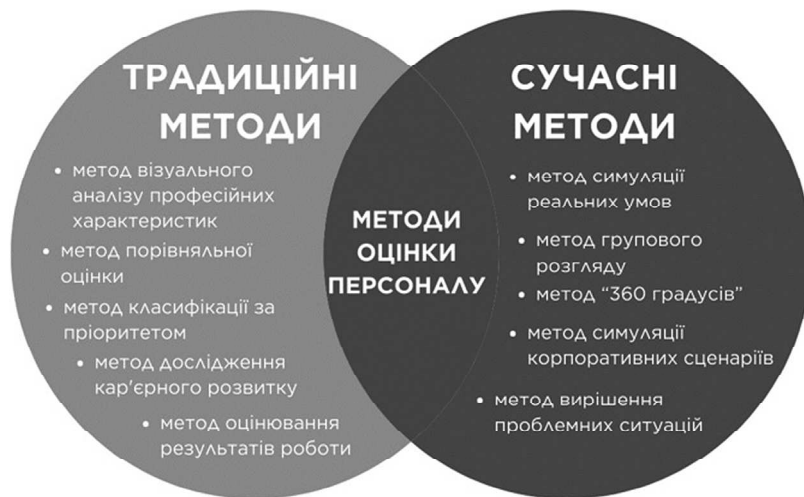 ТРАДИЦІЙНІ
МЕТОДИ
• метод візуального
аналізу професійних
характеристик
• метод порівняльної
оцінки
• метод класифікації за
пріоритетом
• метод дослідження
кар'єрного розвитку
• метод оцінювання
результатів роботи
МЕТОДИ
ОЦІНКИ
ПЕРСОНАЛУ
СУЧАСНІ
МЕТОДИ
• метод симуляції
реальних умов
• метод групового
розгляду
• метод “360 градусів”
• метод симуляції
корпоративних сценаріїв
• метод вирішення
проблемних ситуацій